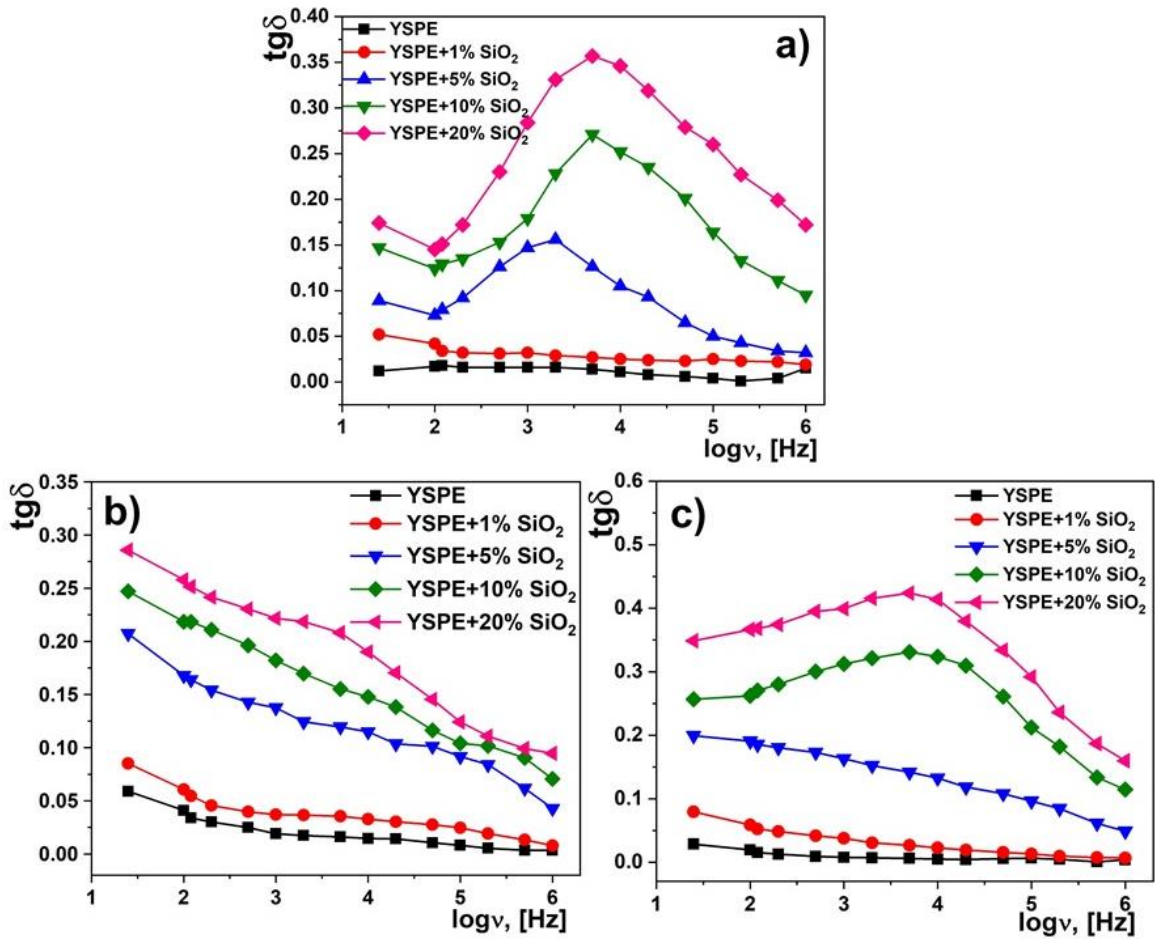 tgδ
0.40
0.35
0.30
0.25
0.20
0.15
0.10
0.05
0.00
YSPE
YSPE+1% SiO₂
YSPE+5% SiO₂
YSPE+10% SiO₂
YSPE+20% SiO₂
a)
1 2 3 4 5 6
logν, [Hz]
tgδ
0.35
0.30
0.25
0.20
0.15
0.10
0.05
0.00
b)
YSPE
YSPE+1% SiO₂
YSPE+5% SiO₂
YSPE+10% SiO₂
YSPE+20% SiO₂
1 2 3 4 5 6
logν, [Hz]
tgδ
0.6
0.5
0.4
0.3
0.2
0.1
0.0
c)
YSPE
YSPE+1% SiO₂
YSPE+5% SiO₂
YSPE+10% SiO₂
YSPE+20% SiO₂
1 2 3 4 5 6
logν, [Hz]